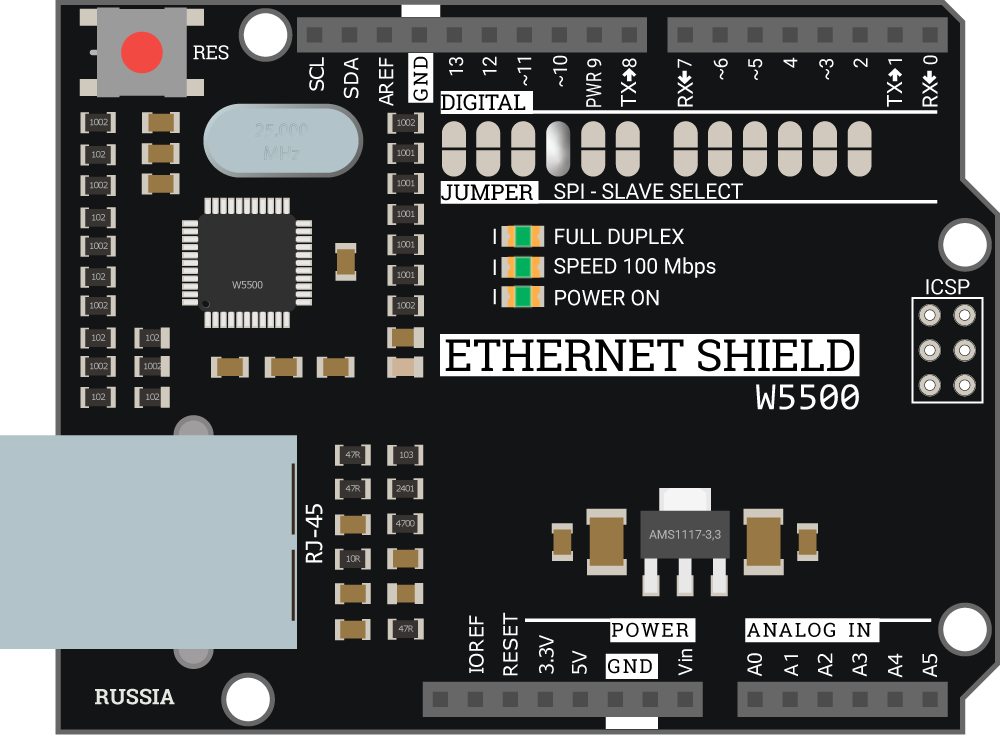 RES
SCL
SDA
AREF
GND
13
12
~11
~10
PWR 9
TX→8
RX←7
~6
~5
4
~3
2
TX→1
RX←0
DIGITAL
JUMPER SPI - SLAVE SELECT
25.000
MHz
1002
102
1002
102
1002
102
1002
102
1002
102
102
1002
102
1002
1001
1001
1001
1001
1001
1002
W5500
FULL DUPLEX
SPEED 100 Mbps
POWER ON
ICSP
ETHERNET SHIELD
W5500
RJ-45
47R
47R
10R
103
2401
4700
47R
AMS1117-3,3
POWER
ANALOG IN
IOREF
RESET
3.3V
5V
GND
Vin
A0
A1
A2
A3
A4
A5
RUSSIA